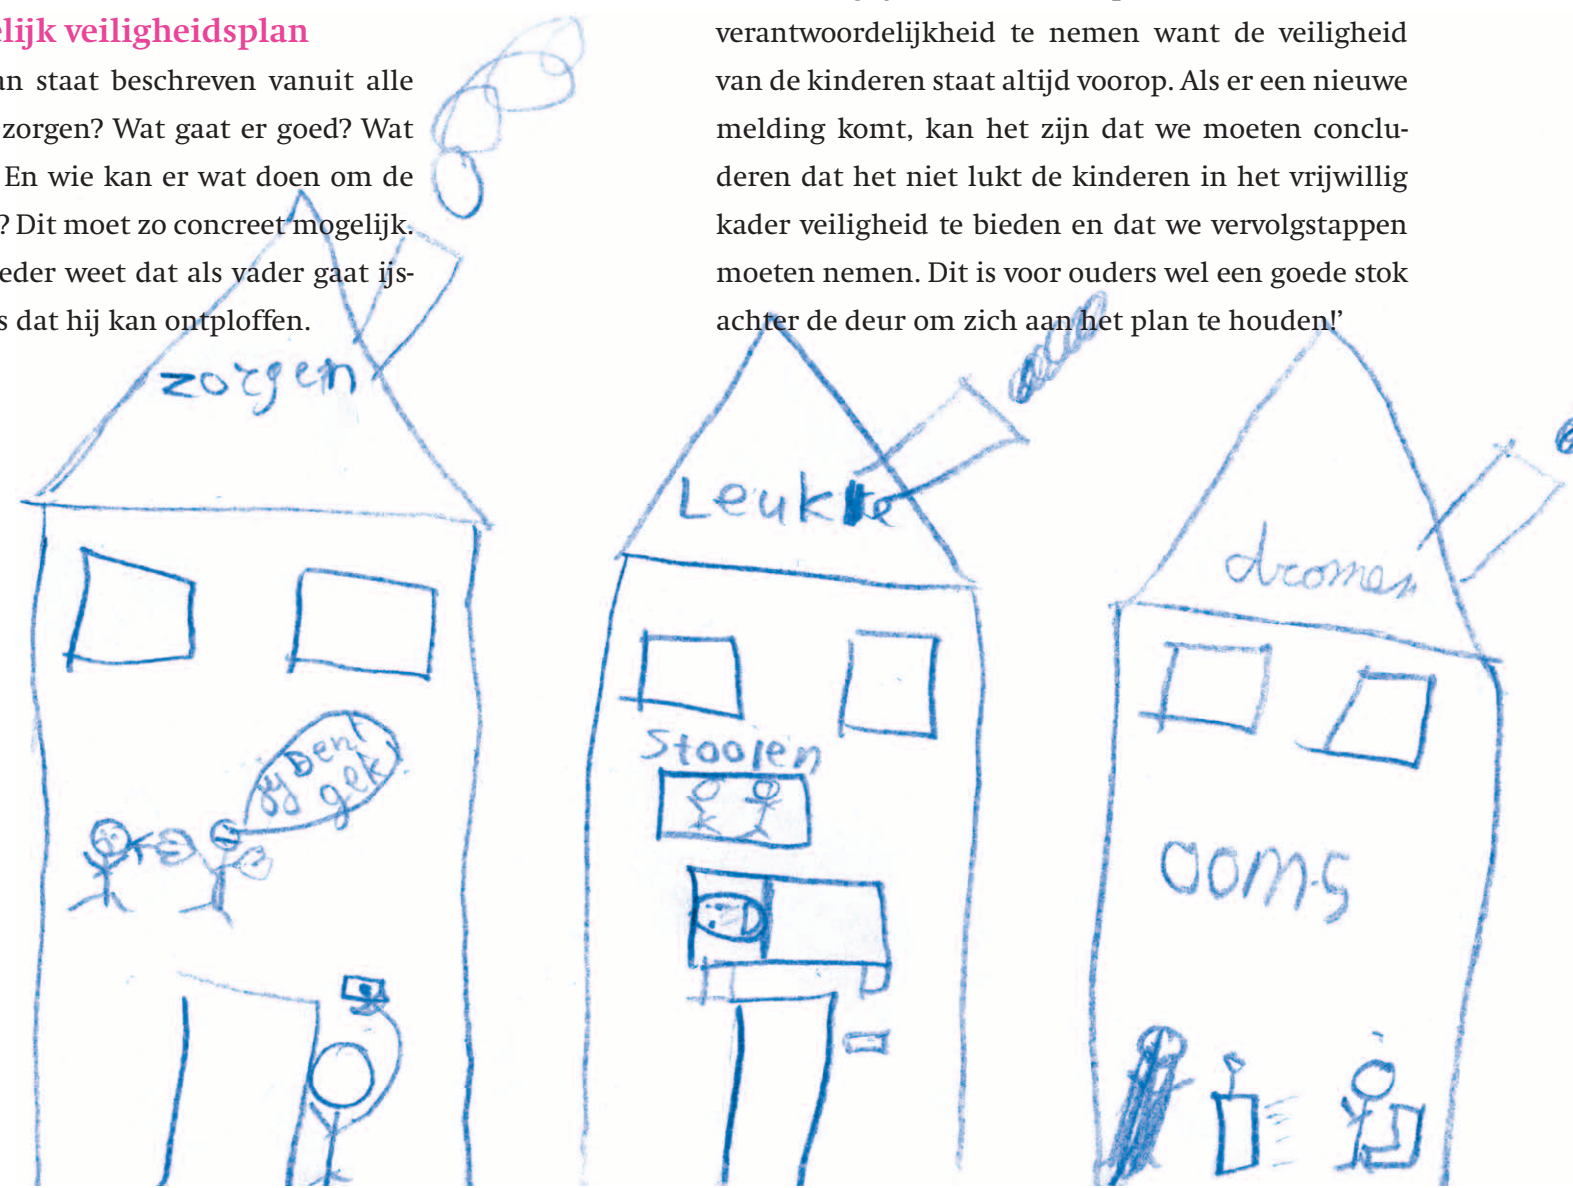 elijk veiligheidsplan
an staat beschreven vanuit alle
zorgen? Wat gaat er goed? Wat
En wie kan er wat doen om de
? Dit moet zo concreet mogelijk.
eder weet dat als vader gaat ijs-
s dat hij kan ontploffen.
verantwoordelijkheid te nemen want de veiligheid
van de kinderen staat altijd voorop. Als er een nieuwe
melding komt, kan het zijn dat we moeten conclu-
deren dat het niet lukt de kinderen in het vrijwillig
kader veiligheid te bieden en dat we vervolgstappen
moeten nemen. Dit is voor ouders wel een goede stok
achter de deur om zich aan het plan te houden!’
zorgen
jij Bent
gek!
Leukte
Stooien
dromen
ooms